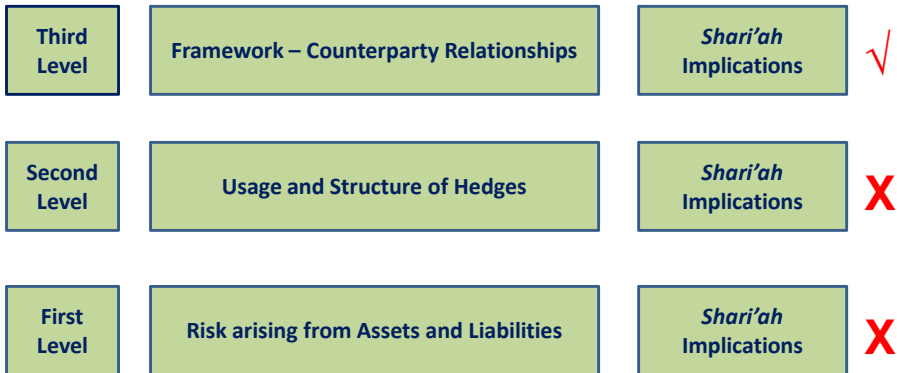 Third
Level
Framework – Counterparty Relationships
Shari’ah
Implications
√
Second
Level
Usage and Structure of Hedges
Shari’ah
Implications
X
First
Level
Risk arising from Assets and Liabilities
Shari’ah
Implications
X